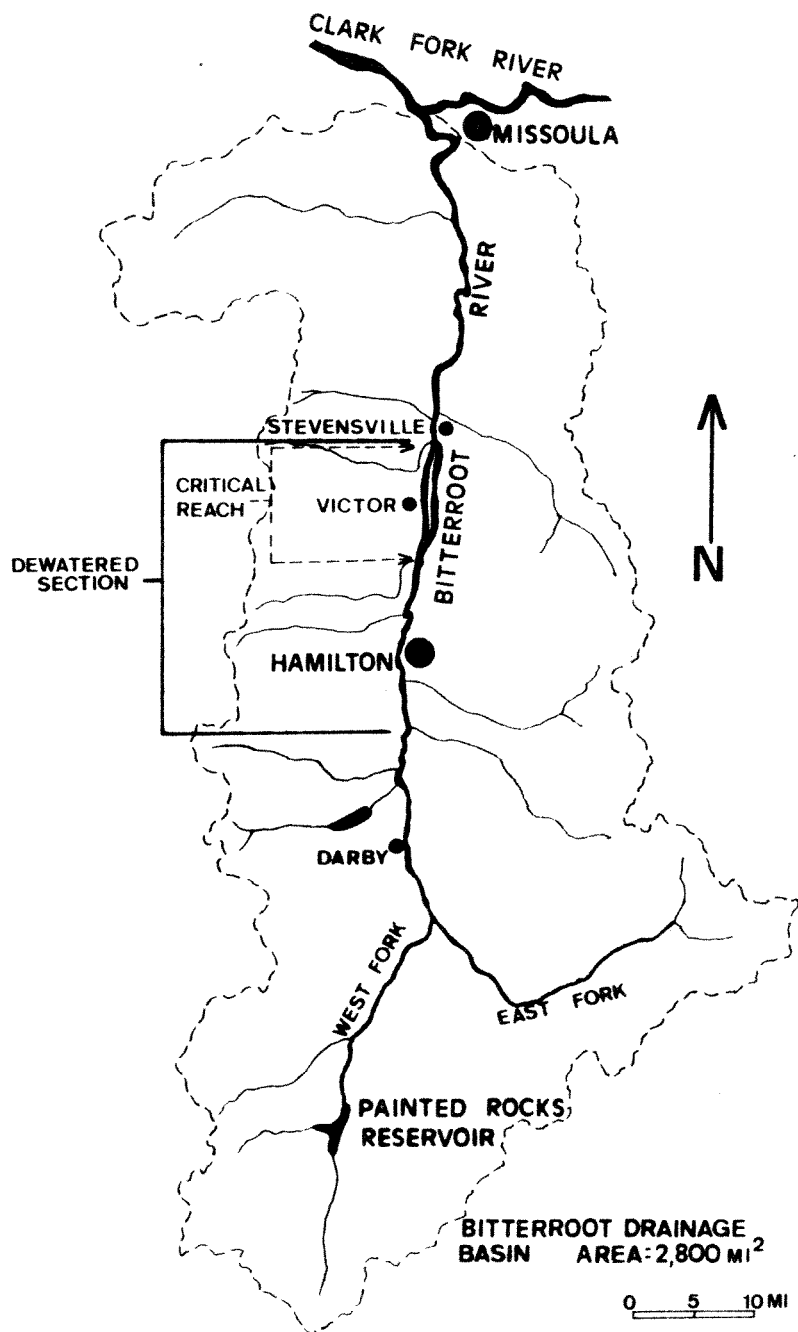 CLARK FORK RIVER
MISSOULA
RIVER
STEVENSVILLE
CRITICAL
REACH
VICTOR
BITTERROOT
DEWATERED
SECTION
N
HAMILTON
DARBY
WEST FORK
EAST FORK
PAINTED ROCKS
RESERVOIR
BITTERROOT DRAINAGE
BASIN AREA: 2,800 MI²
0 5 10 MI